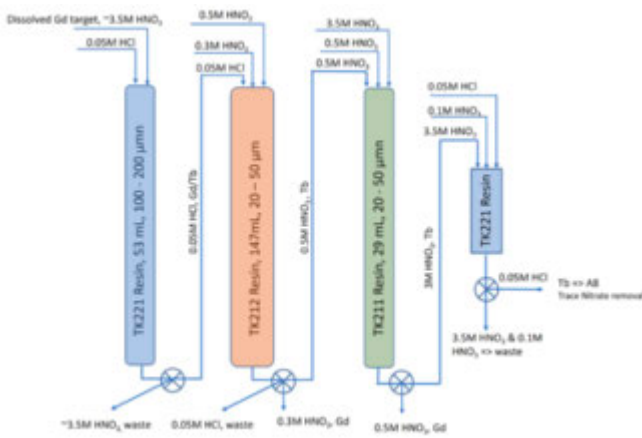 Dissolved Gd target, ~3.5M HNO3
0.05M HCl
TK221 Resin, 53 mL, 100 - 200 µmn
~3.5M HNO3, waste
0.05M HCl, Gd/Tb
0.5M HNO3
0.3M HNO3
0.05M HCl
TK212 Resin, 147mL, 20 – 50 µm
0.05M HCl, waste
0.3M HNO3, Gd
0.5M HNO3, Tb
3.5M HNO3
0.5M HNO3
0.5M HNO3
TK211 Resin, 29 mL, 20 - 50 µm
0.5M HNO3, Gd
3M HNO3, Tb
0.05M HCl
0.1M HNO3
3.5M HNO3
TK221 Resin
0.05M HCl
Tb <=> AB
Trace Nitrate removal
3.5M HNO3 & 0.1M
HNO3 <=> waste